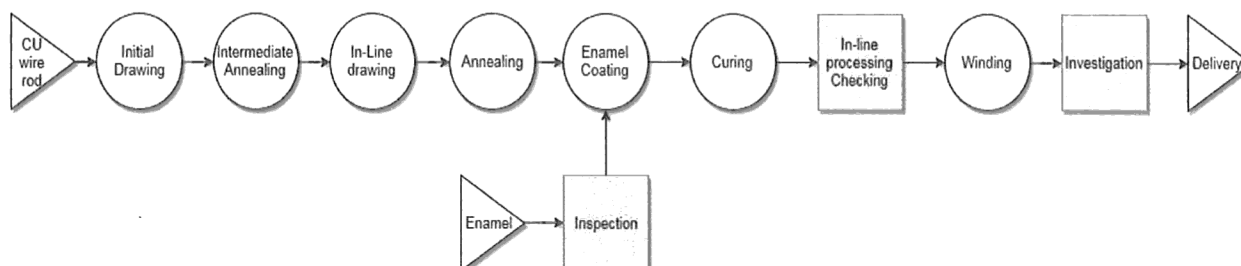 CU
wire
rod
Initial
Drawing
Intermediate
Annealing
In-Line
drawing
Annealing
Enamel
Coating
Curing
In-line
processing
Checking
Winding
Investigation
Delivery
Enamel
Inspection